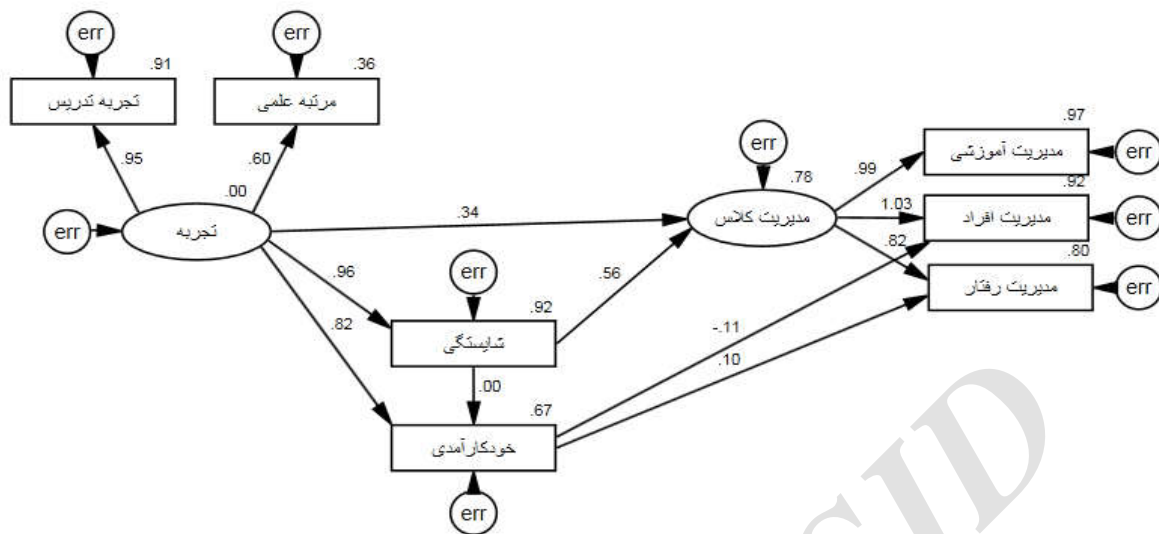 err
err
.91
.36
تجربه تدریس
مرتبه علمی
.97
err
مدیریت آموزشی
err
.95
.60
.99
.78
.92
.00
مدیریت کلاس
1.03
مدیریت افراد
err
err
تجربه
.34
.82
.80
.96
err
.56
مدیریت رفتار
err
.82
.92
شایستگی
-.11
.00
.10
.67
خودکارآمدی
err
SID